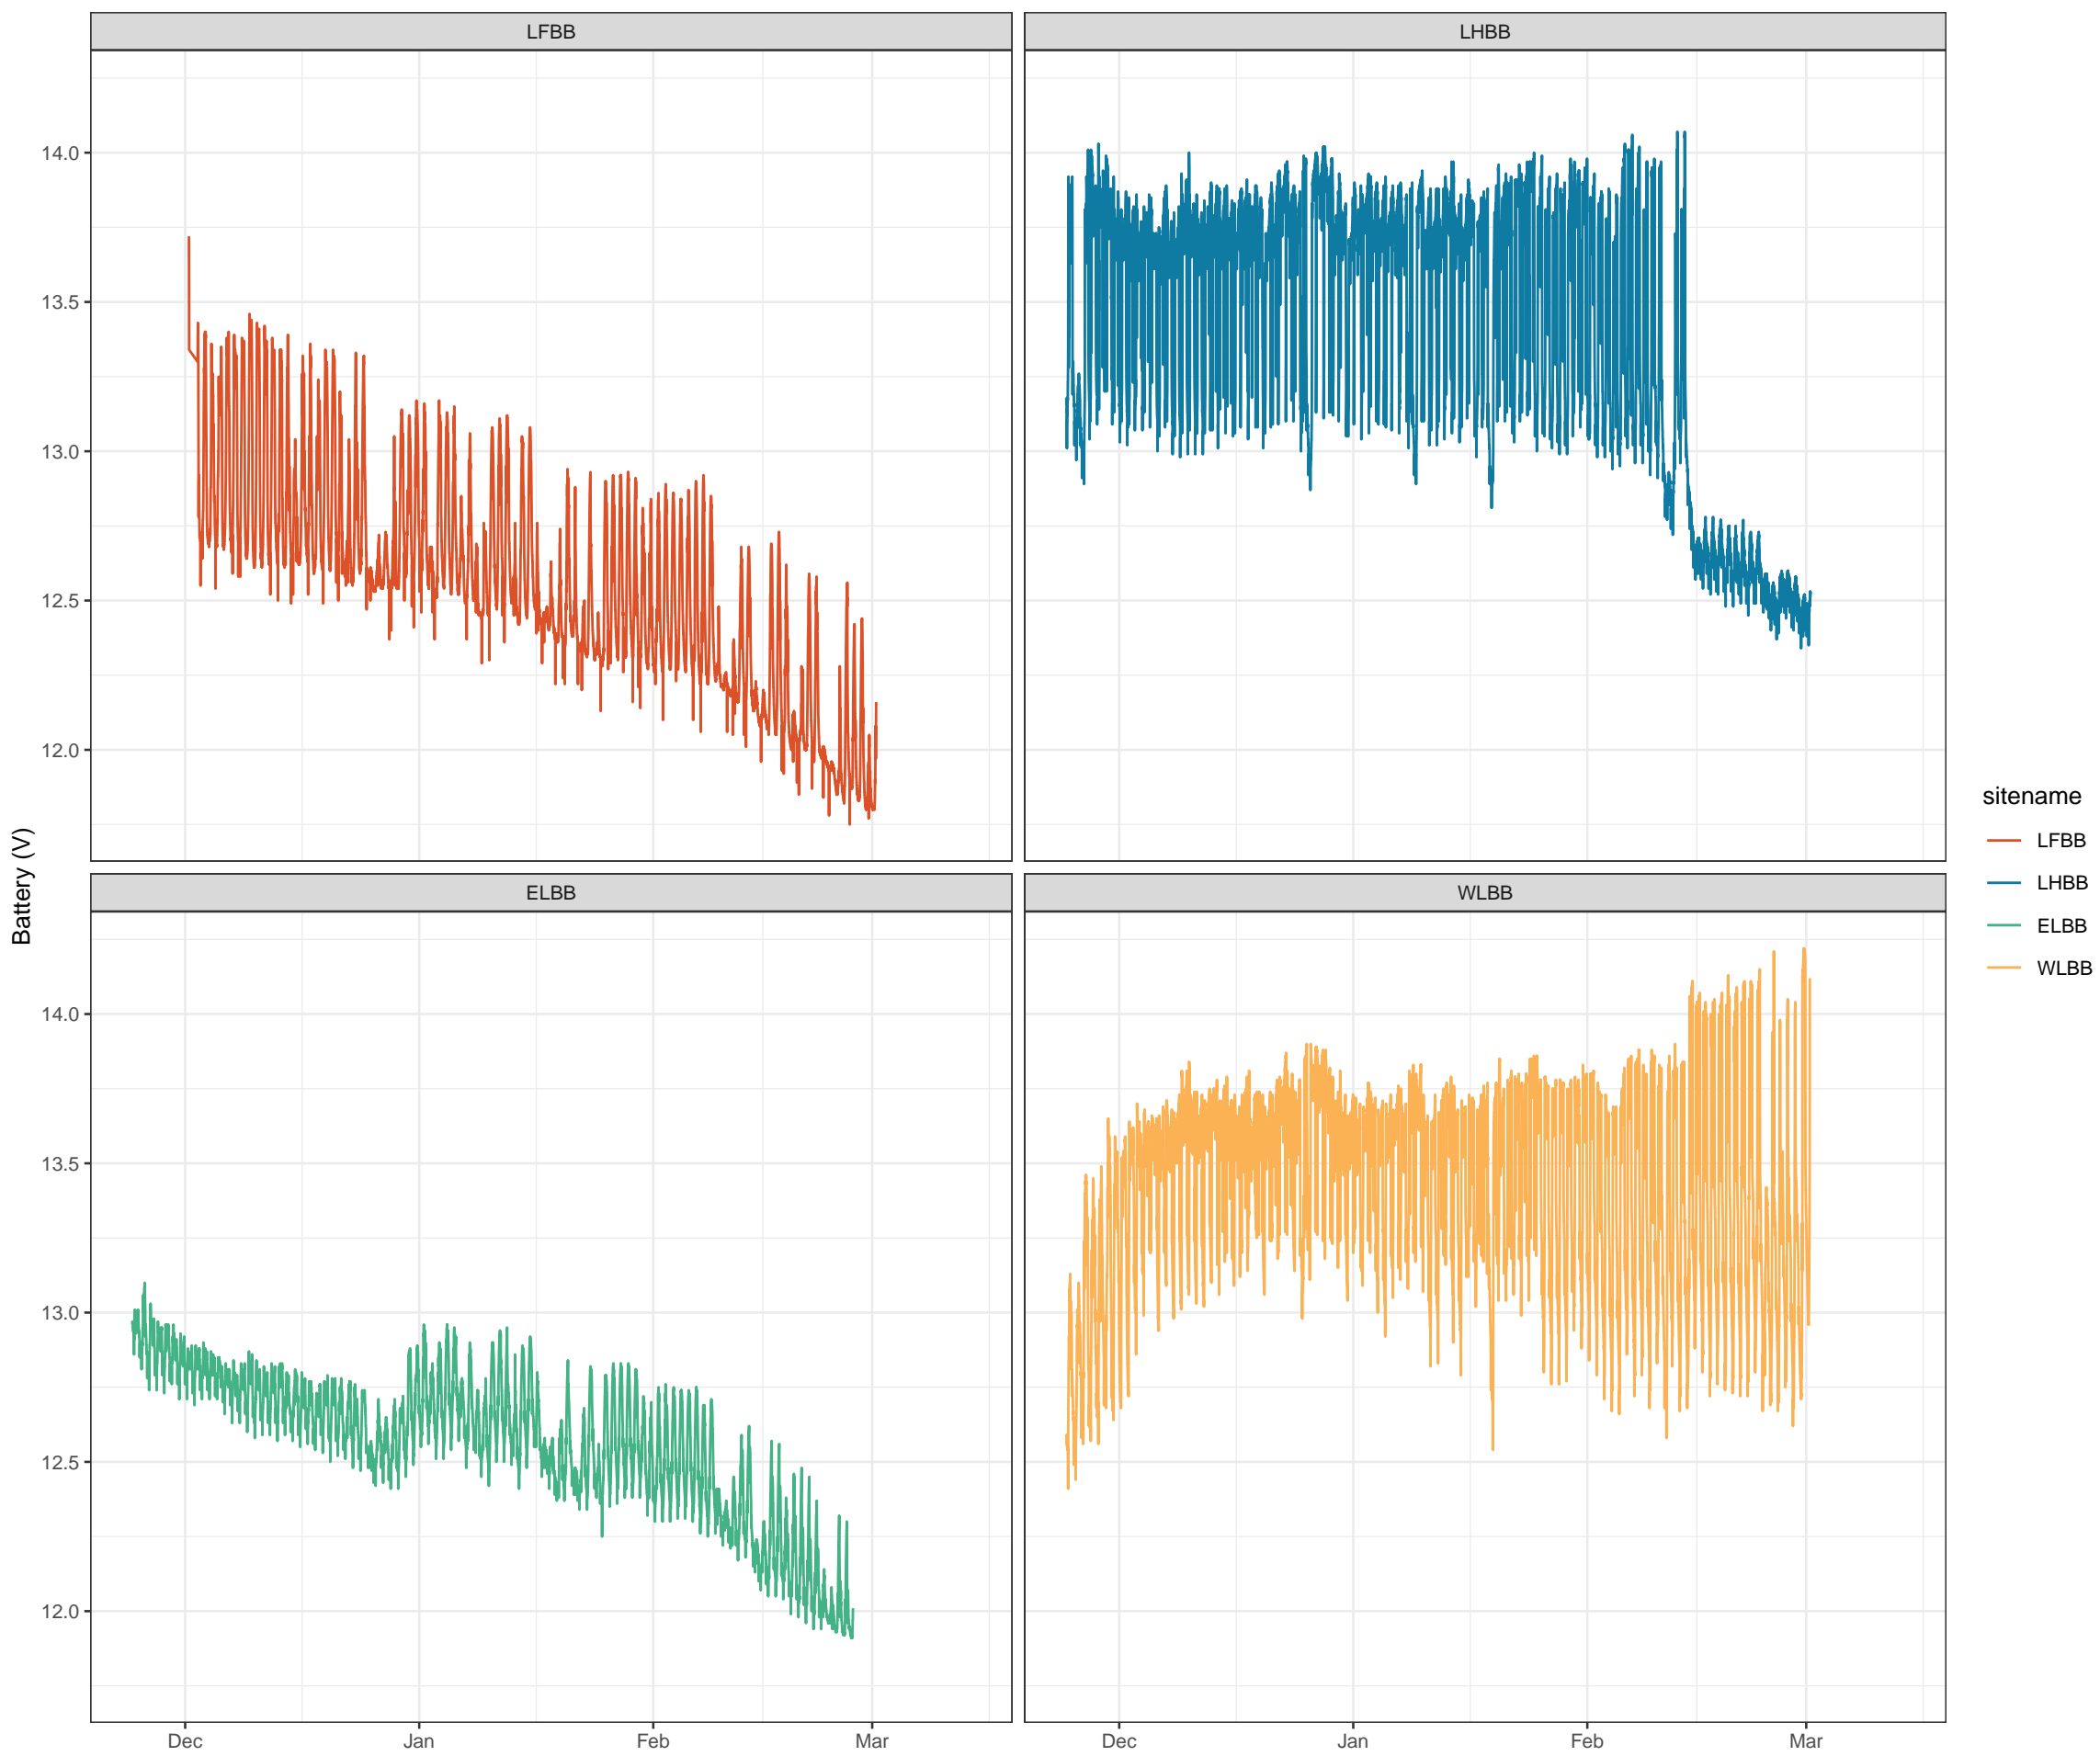 LFBB
LHBB
14.0
13.5
13.0
12.5
12.0
Battery (V)
ELBB
WLBB
14.0
13.5
13.0
12.5
12.0
Dec
Jan
Feb
Mar
Dec
Jan
Feb
Mar
sitename
LFBB
LHBB
ELBB
WLBB